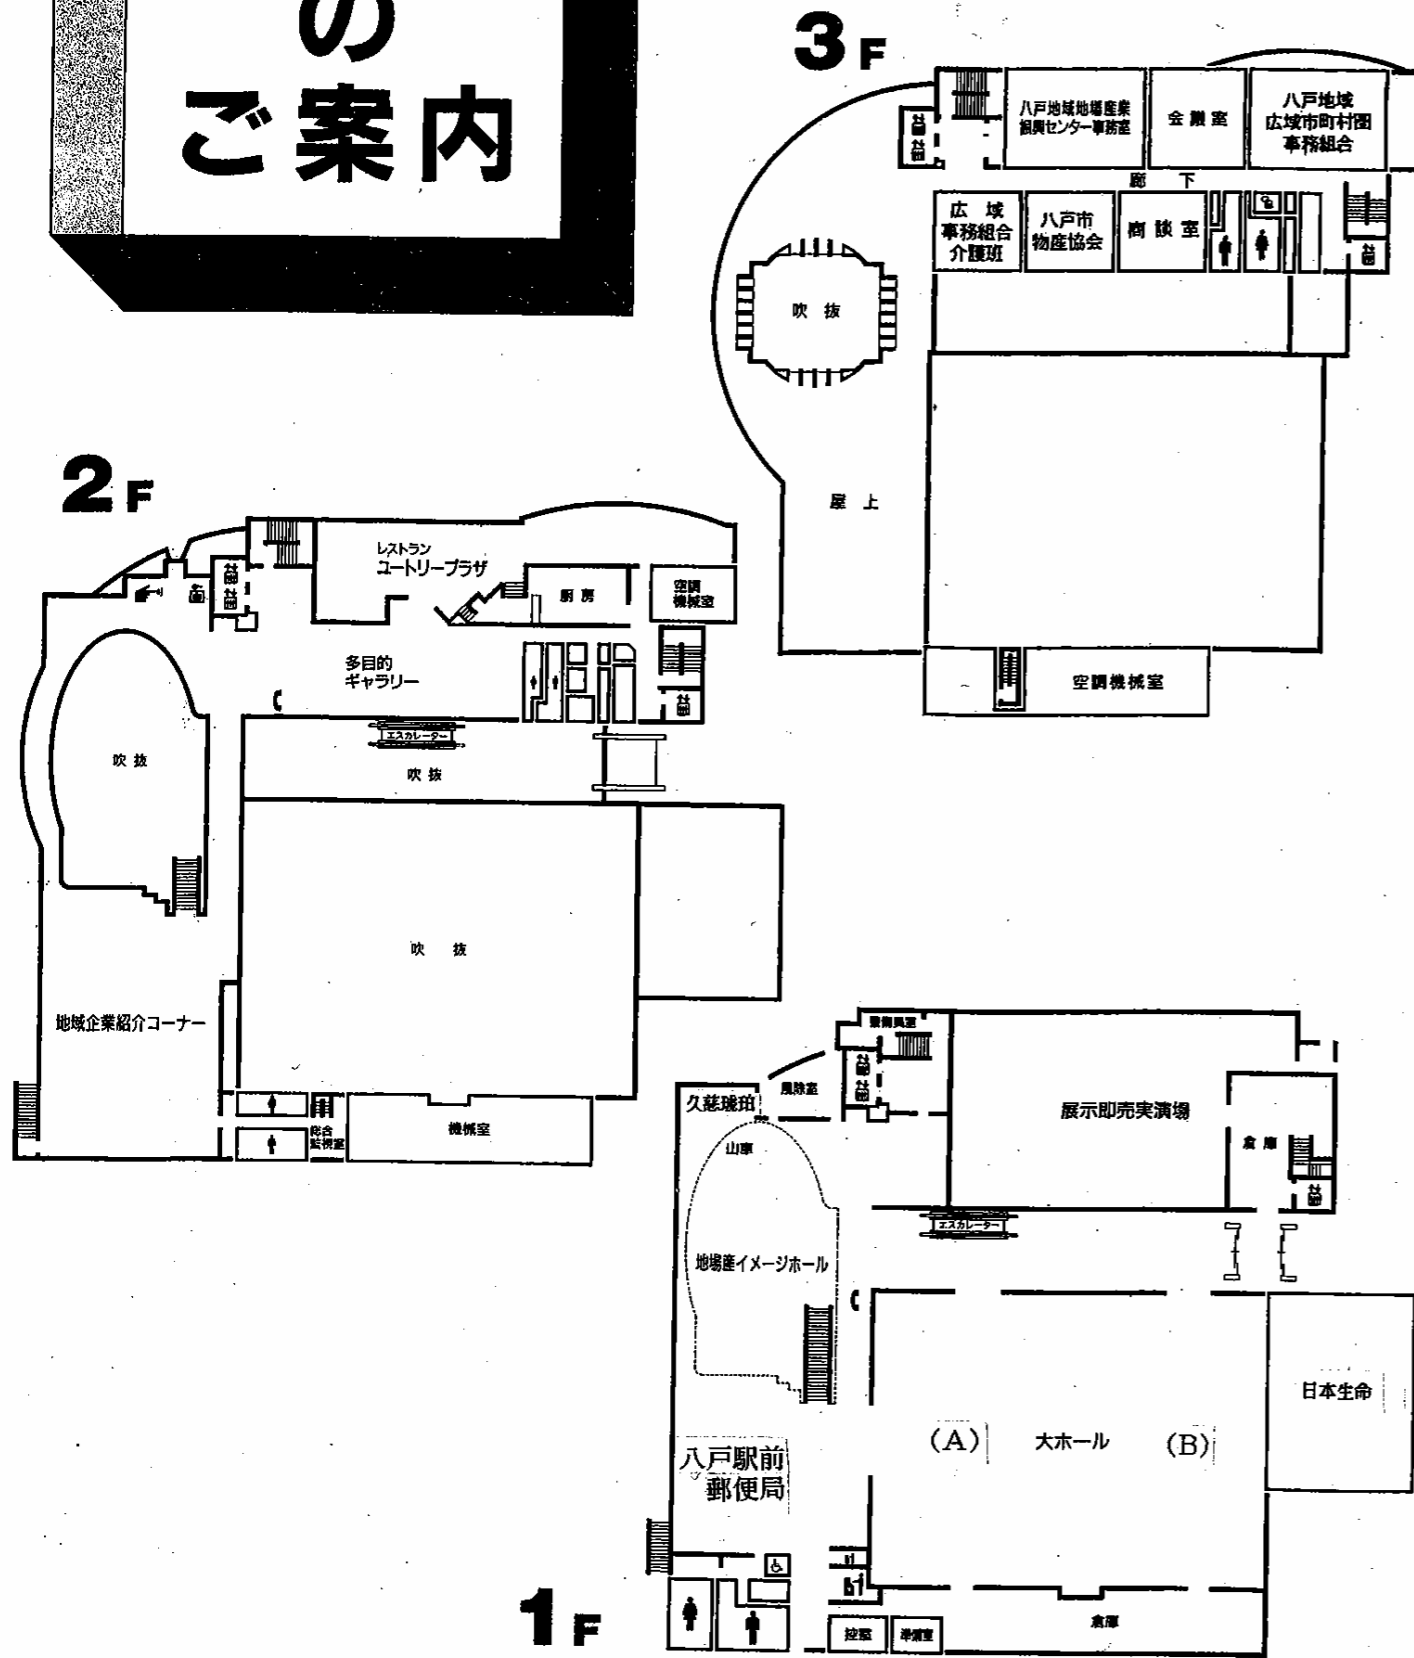 の
ご案内
3F
八戸地域地場産業
振興センター事務室
会議室
八戸地域
広域市町村圏
事務組合
廊下
広域
事務組合
介護班
八戸市
物産協会
商談室
吹抜
屋上
空調機械室
2F
レストラン
ユートリープラザ
厨房
空調
機械室
多目的
ギャラリー
エスカレーター
吹抜
吹抜
吹抜
地域企業紹介コーナー
総合
監視室
機械室
警備員室
風除室
久慈琥珀
山車
展示即売実演場
倉庫
エスカレーター
地場産イメージホール
日本生命
(A)
大ホール
(B)
八戸駅前
郵便局
1F
控室
準備室
倉庫